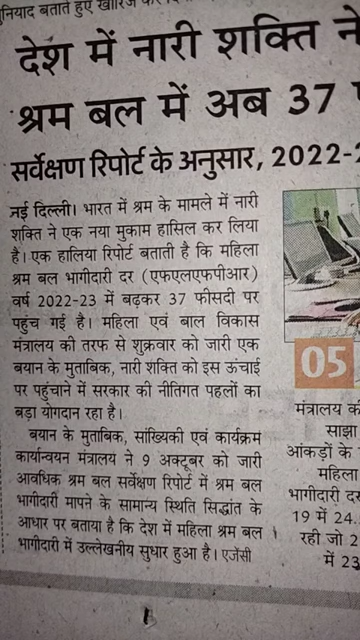 बताते हुए खारिज कर
देश में नारी शक्ति ने
श्रम बल में अब 37
सर्वेक्षण रिपोर्ट के अनुसार, 2022-
नई दिल्ली। भारत में श्रम के मामले में नारी
शक्ति ने एक नया मुकाम हासिल कर लिया
है। एक हालिया रिपोर्ट बताती है कि महिला
श्रम बल भागीदारी दर (एफएलएफपीआर)
वर्ष 2022-23 में बढ़कर 37 फीसदी पर
पहुंच गई है। महिला एवं बाल विकास
मंत्रालय की तरफ से शुक्रवार को जारी एक
बयान के मुताबिक, नारी शक्ति को इस ऊंचाई
पर पहुंचाने में सरकार की नीतिगत पहलों का
बड़ा योगदान रहा है।
बयान के मुताबिक, सांख्यिकी एवं कार्यक्रम
कार्यान्वयन मंत्रालय ने 9 अक्टूबर को जारी
आवधिक श्रम बल सर्वेक्षण रिपोर्ट में श्रम बल
भागीदारी मापने के सामान्य स्थिति सिद्धांत के
आधार पर बताया है कि देश में महिला श्रम बल
भागीदारी में उल्लेखनीय सुधार हुआ है। एजेंसी
05
मंत्रालय की
साझा
आंकड़ों के
महिला
भागीदारी दर
19 में 24.
रही जो 2
में 23